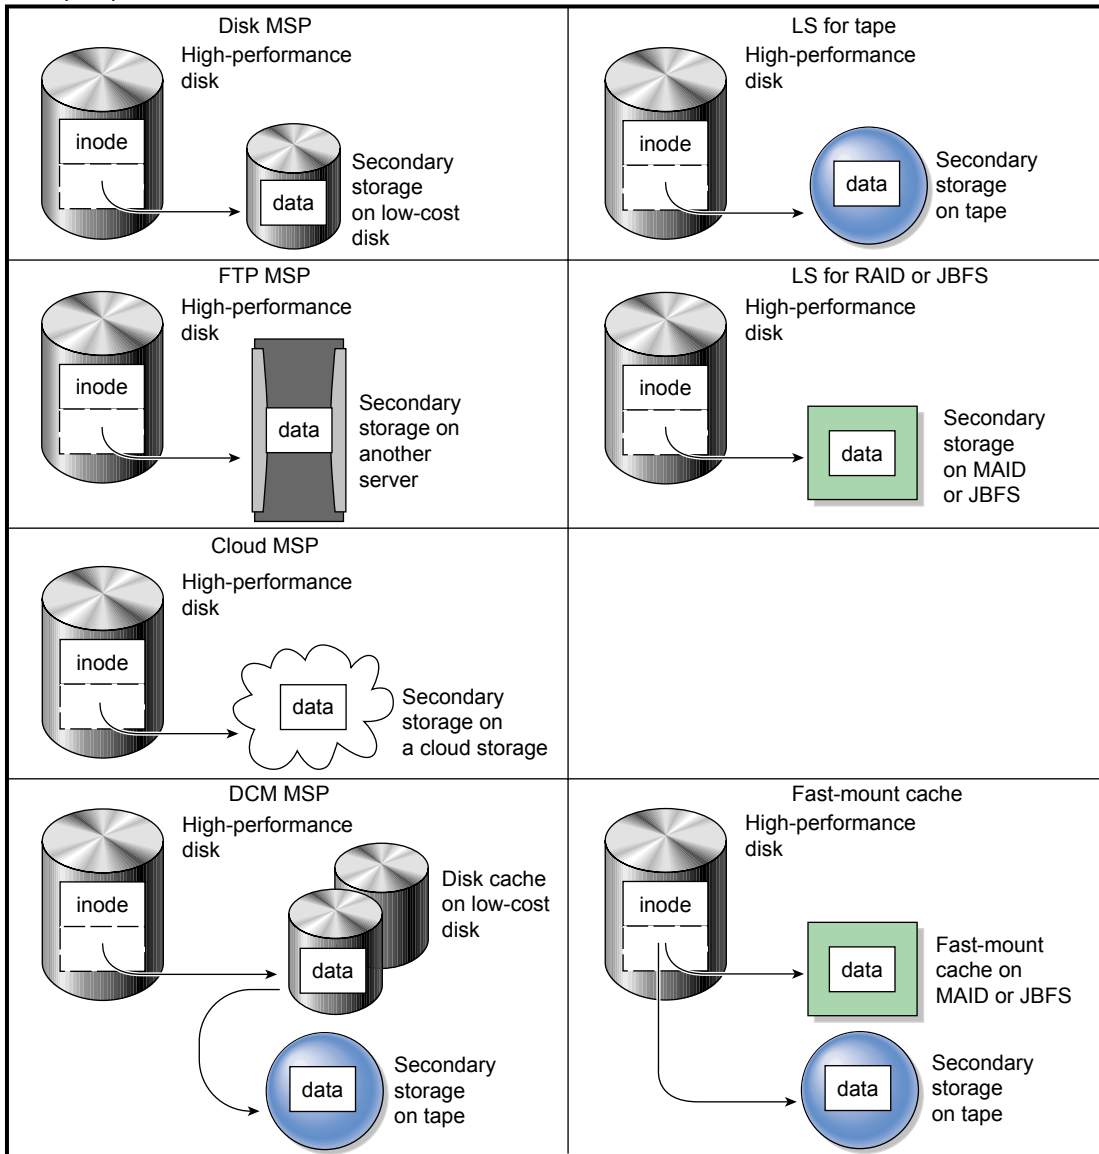 Disk MSP
High-performance
disk
inode
data
Secondary
storage
on low-cost
disk
LS for tape
High-performance
disk
inode
data
Secondary
storage
on tape
FTP MSP
High-performance
disk
inode
data
Secondary
storage on
another
server
LS for RAID or JBFS
High-performance
disk
inode
data
Secondary
storage
on MAID
or JBFS
Cloud MSP
High-performance
disk
inode
data
Secondary
storage on
a cloud storage
DCM MSP
High-performance
disk
inode
Disk cache
on low-cost
disk
data
data
Secondary
storage
on tape
Fast-mount cache
High-performance
disk
inode
data
Fast-mount
cache on
MAID or JBFS
data
Secondary
storage
on tape